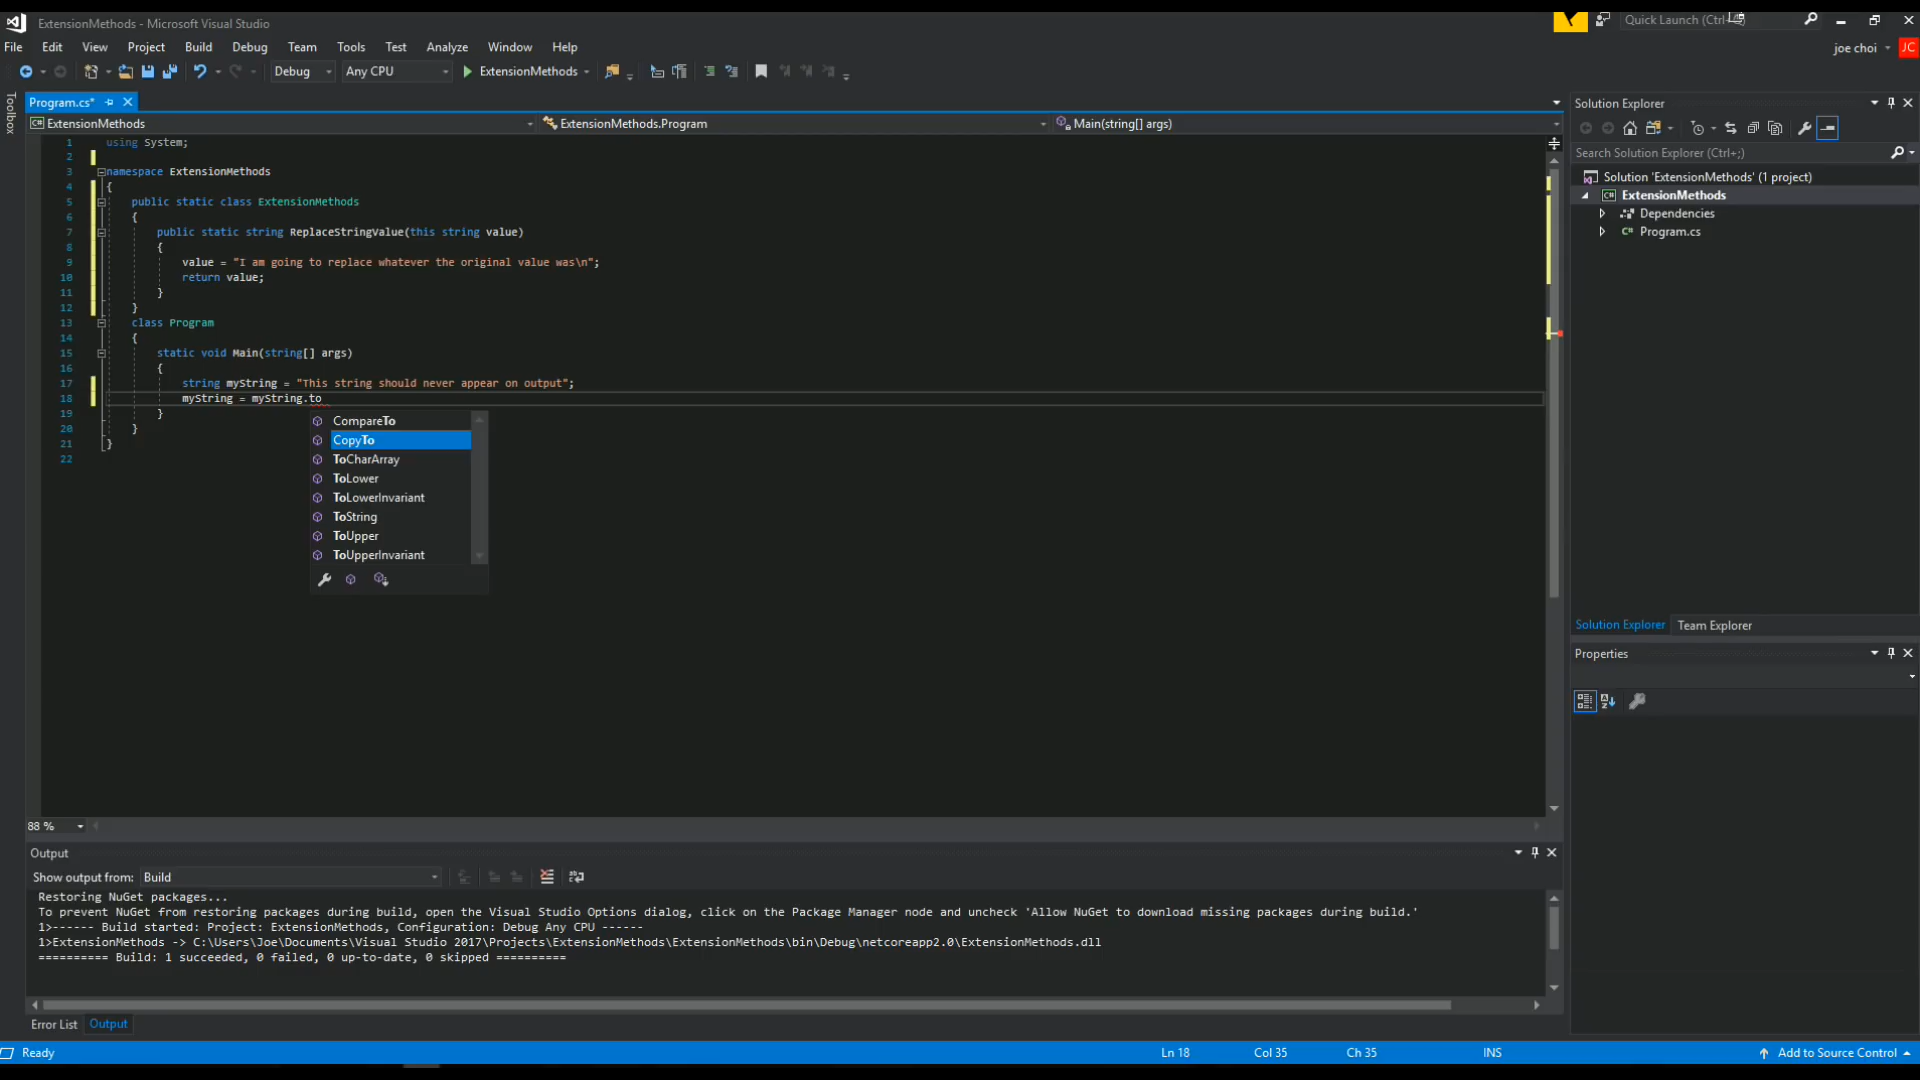 ExtensionMethods - Microsoft Visual Studio
Quick Launch (Ctrl+Q)
File Edit View Project Build Debug Team Tools Test Analyze Window Help
joe choi JC
Debug Any CPU ExtensionMethods
Toolbox
Program.cs*
ExtensionMethods ExtensionMethods.Program Main(string[] args)
1 using System;
2
3 namespace ExtensionMethods
4 {
5 public static class ExtensionMethods
6 {
7 public static string ReplaceStringValue(this string value)
8 {
9 value = "I am going to replace whatever the original value was\n";
10 return value;
11 }
12 }
13 class Program
14 {
15 static void Main(string[] args)
16 {
17 string myString = "This string should never appear on output";
18 myString = myString.to
19 }
20 }
21 }
22
CompareTo
CopyTo
ToCharArray
ToLower
ToLowerInvariant
ToString
ToUpper
ToUpperInvariant
88 %
Solution Explorer
Search Solution Explorer (Ctrl+;)
Solution 'ExtensionMethods' (1 project)
C# ExtensionMethods
Dependencies
C# Program.cs
Solution Explorer Team Explorer
Properties
Output
Show output from: Build
Restoring NuGet packages...
To prevent NuGet from restoring packages during build, open the Visual Studio Options dialog, click on the Package Manager node and uncheck 'Allow NuGet to download missing packages during build.'
1>------ Build started: Project: ExtensionMethods, Configuration: Debug Any CPU ------
1>ExtensionMethods -> C:\Users\Joe\Documents\Visual Studio 2017\Projects\ExtensionMethods\ExtensionMethods\bin\Debug\netcoreapp2.0\ExtensionMethods.dll
========== Build: 1 succeeded, 0 failed, 0 up-to-date, 0 skipped ==========
Error List Output
Ready Ln 18 Col 35 Ch 35 INS Add to Source Control